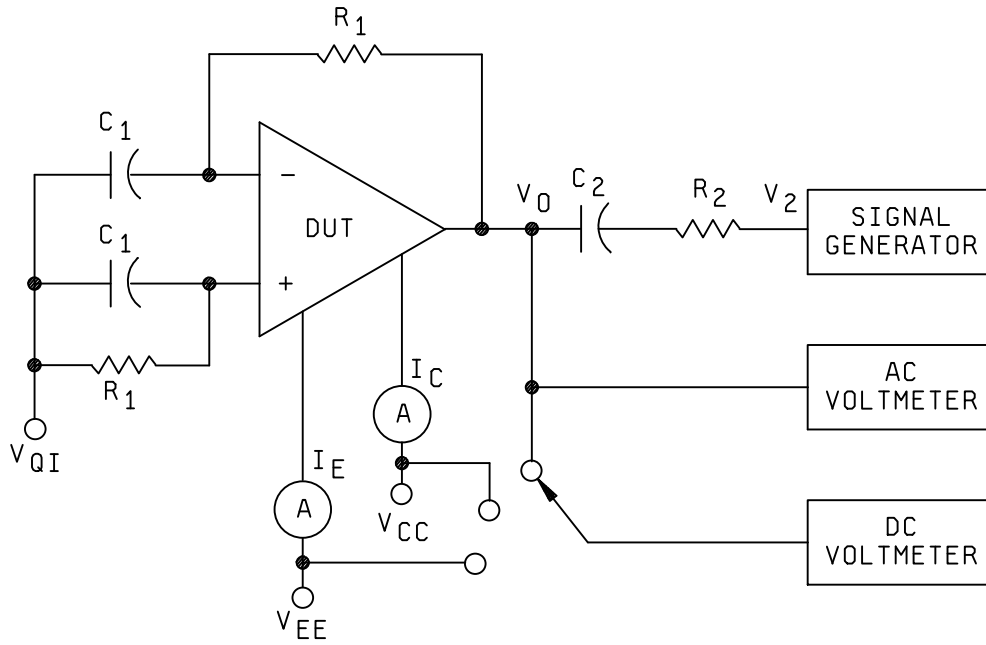 R1
C1
C1
R1
VQI
−
DUT
+
IE
A
VEE
IC
A
VCC
VO
C2
R2
V2
SIGNAL
GENERATOR
AC
VOLTMETER
DC
VOLTMETER